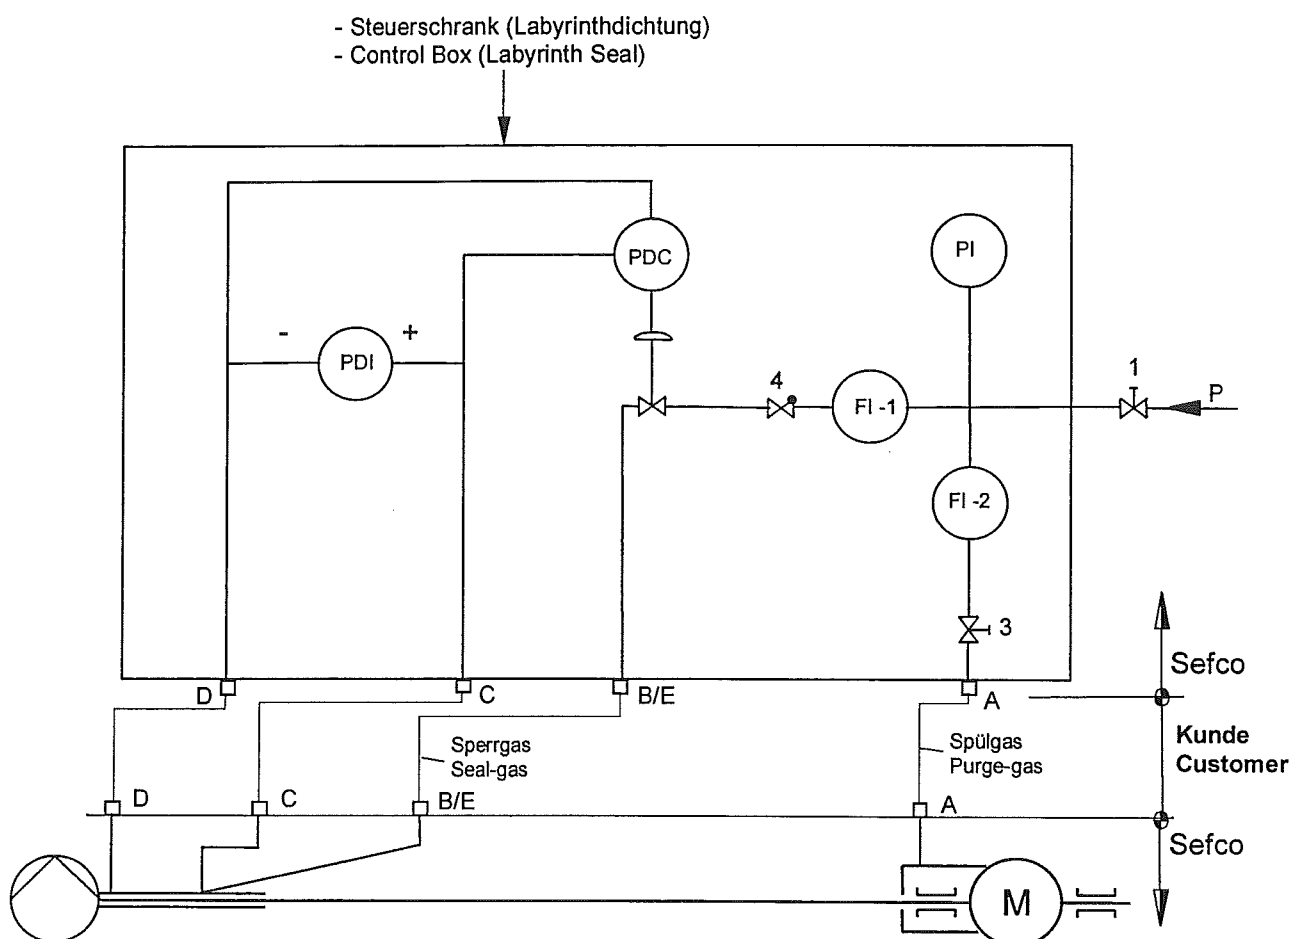 - Steuerschrank (Labyrinthdichtung)
- Control Box (Labyrinth Seal)
PDC
PI
- +
PDI
4
FI -1
1
P
FI -2
3
Sefco
D
C
B/E
A
Kunde
Customer
Sperrgas
Seal-gas
Spülgas
Purge-gas
D
C
B/E
A
Sefco
M